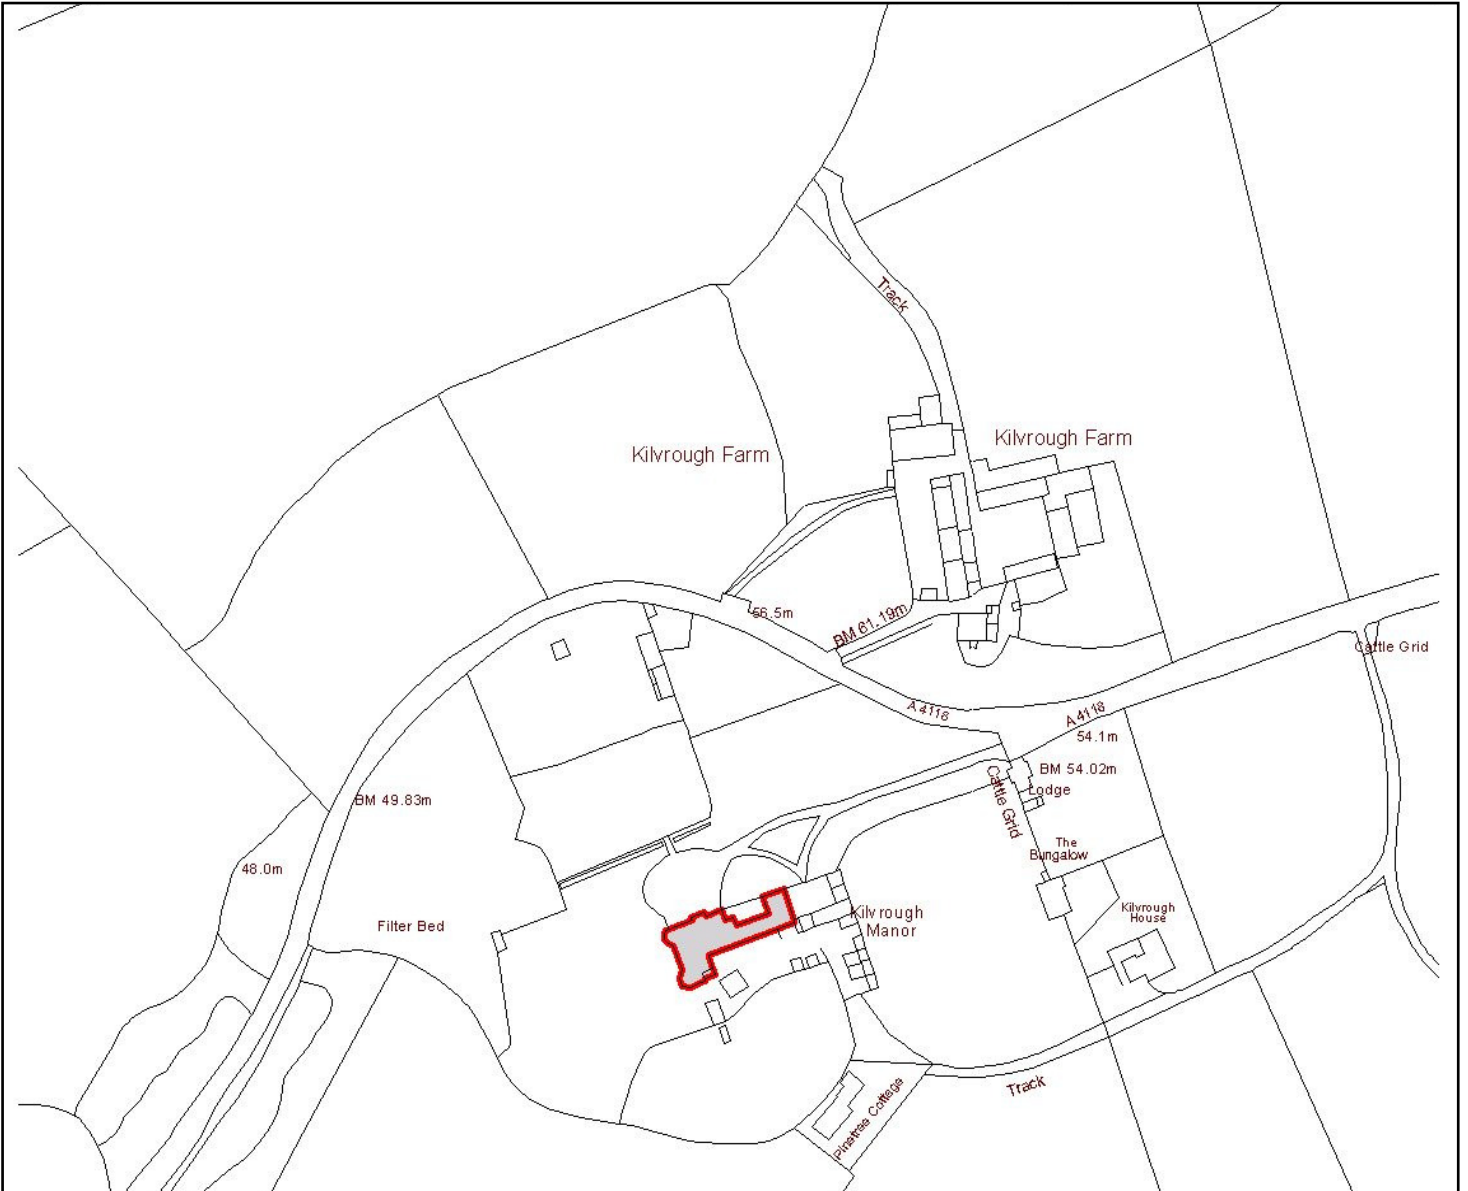 Track
Kilvrough Farm
Kilvrough Farm
56.5m
BM 61.19m
Cattle Grid
A 4118
A 4118
54.1m
BM 54.02m
Cattle Grid
Lodge
BM 49.83m
The
Bungalow
48.0m
Filter Bed
Kilvrough
Manor
Kilvrough
House
Track
Pinetree Cottage